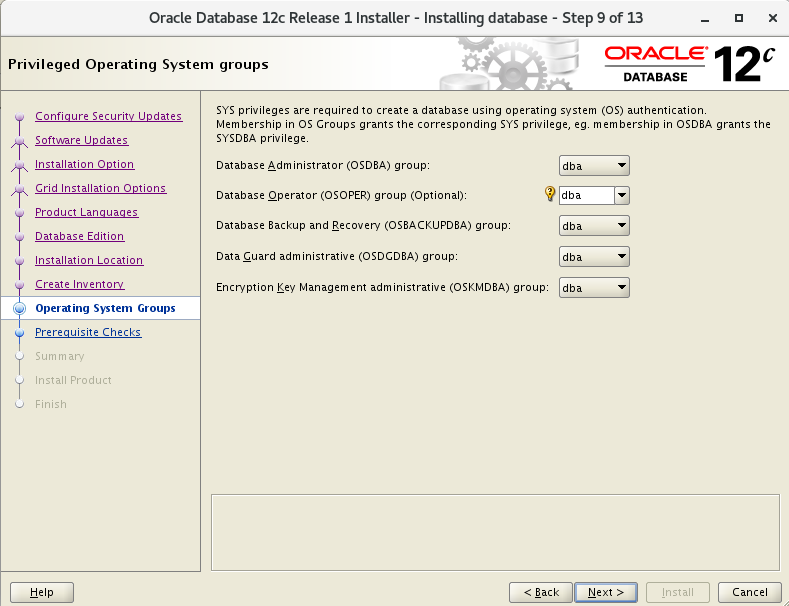 Oracle Database 12c Release 1 Installer - Installing database - Step 9 of 13
Privileged Operating System groups
ORACLE
DATABASE
12c
Configure Security Updates
Software Updates
Installation Option
Grid Installation Options
Product Languages
Database Edition
Installation Location
Create Inventory
Operating System Groups
Prerequisite Checks
Summary
Install Product
Finish
SYS privileges are required to create a database using operating system (OS) authentication.
Membership in OS Groups grants the corresponding SYS privilege, eg. membership in OSDBA grants the
SYSDBA privilege.
Database Administrator (OSDBA) group: dba
Database Operator (OSOPER) group (Optional): dba
Database Backup and Recovery (OSBACKUPDBA) group: dba
Data Guard administrative (OSDGDBA) group: dba
Encryption Key Management administrative (OSKMDBA) group: dba
Help < Back Next > Install Cancel